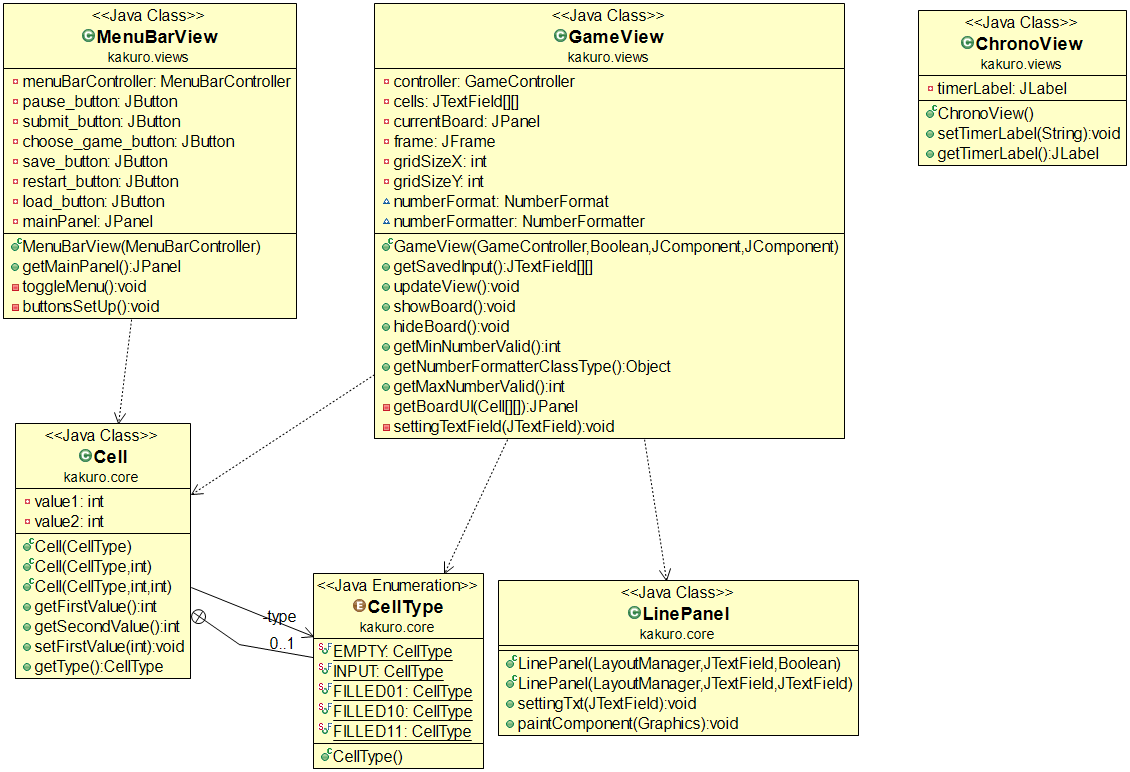 <<Java Class>>
MenuBarView
kakuro.views
menuBarController: MenuBarController
pause_button: JButton
submit_button: JButton
choose_game_button: JButton
save_button: JButton
restart_button: JButton
load_button: JButton
mainPanel: JPanel
MenuBarView(MenuBarController)
getMainPanel():JPanel
toggleMenu():void
buttonsSetUp():void
<<Java Class>>
GameView
kakuro.views
controller: GameController
cells: JTextField[][]
currentBoard: JPanel
frame: JFrame
gridSizeX: int
gridSizeY: int
numberFormat: NumberFormat
numberFormatter: NumberFormatter
GameView(GameController,Boolean,JComponent,JComponent)
getSavedInput():JTextField[][]
updateView():void
showBoard():void
hideBoard():void
getMinNumberValid():int
getNumberFormatterClassType():Object
getMaxNumberValid():int
getBoardUI(Cell[][]):JPanel
settingTextField(JTextField):void
<<Java Class>>
ChronoView
kakuro.views
timerLabel: JLabel
ChronoView()
setTimerLabel(String):void
getTimerLabel():JLabel
<<Java Class>>
Cell
kakuro.core
value1: int
value2: int
Cell(CellType)
Cell(CellType,int)
Cell(CellType,int,int)
getFirstValue():int
getSecondValue():int
setFirstValue(int):void
getType():CellType
-type
0..1
<<Java Enumeration>>
CellType
kakuro.core
EMPTY: CellType
INPUT: CellType
FILLED01: CellType
FILLED10: CellType
FILLED11: CellType
CellType()
<<Java Class>>
LinePanel
kakuro.core
LinePanel(LayoutManager,JTextField,Boolean)
LinePanel(LayoutManager,JTextField,JTextField)
settingTxt(JTextField):void
paintComponent(Graphics):void